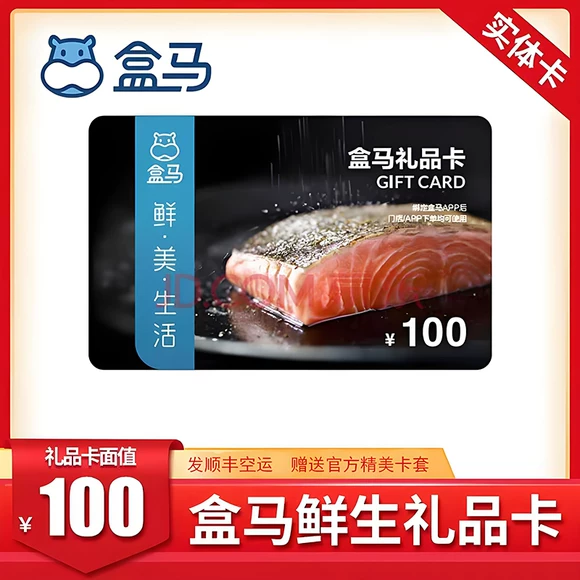 盒马
实体卡
盒马
鲜·美·生活
盒马礼品卡
GIFT CARD
绑定盒马APP后
门店/APP下单均可使用
JD.COM
¥ 100
礼品卡面值
¥ 100
发顺丰空运 赠送官方精美卡套
盒马鲜生礼品卡